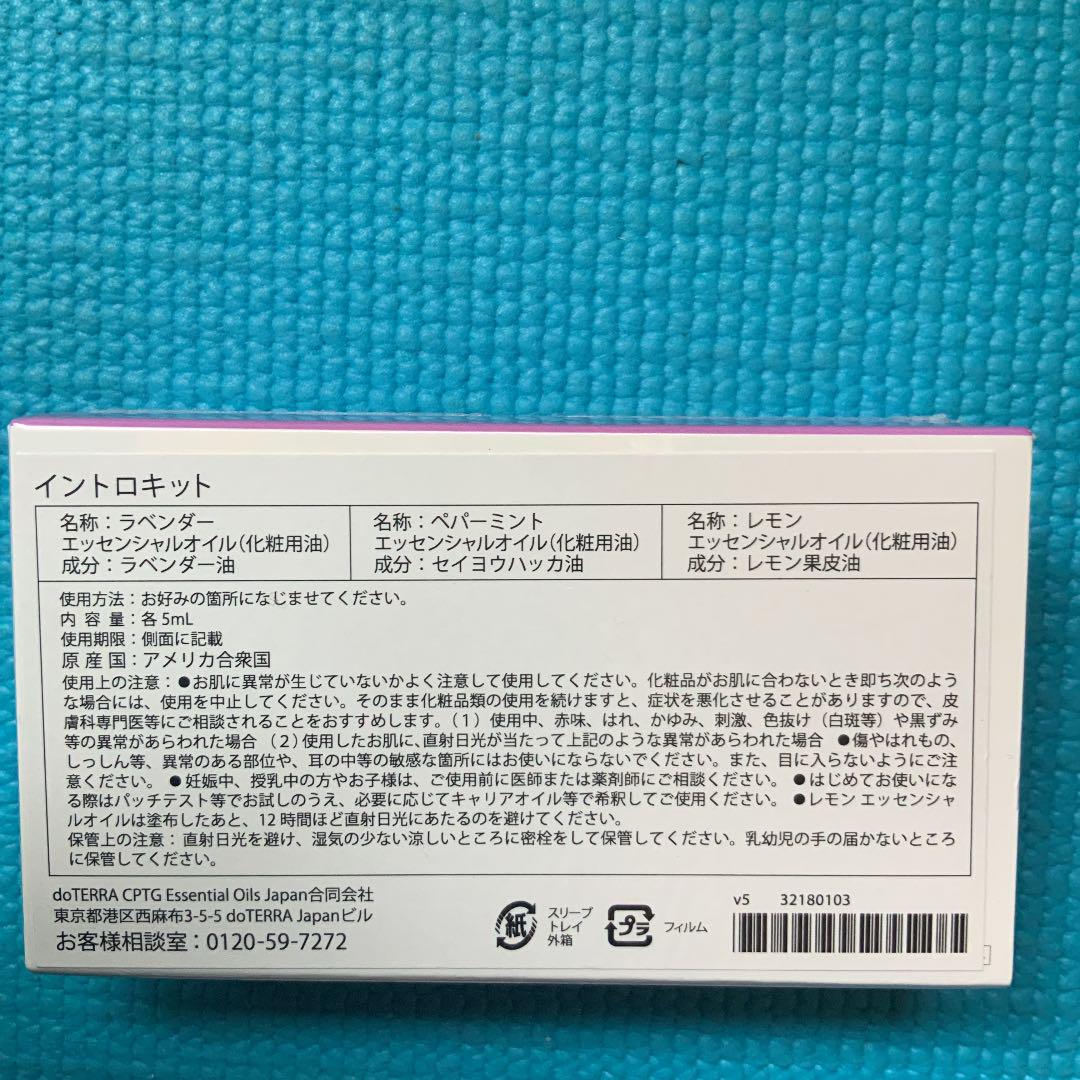 イントロキット
名称：ラベンダー
エッセンシャルオイル（化粧用油）
成分：ラベンダー油
名称：ペパーミント
エッセンシャルオイル（化粧用油）
成分：セイヨウハッカ油
名称：レモン
エッセンシャルオイル（化粧用油）
成分：レモン果皮油
使用方法：お好みの箇所になじませてください。
内 容 量：各5mL
使用期限：側面に記載
原 産 国：アメリカ合衆国
使用上の注意：●お肌に異常が生じていないかよく注意して使用してください。化粧品がお肌に合わないとき即ち次のよう
な場合には、使用を中止してください。そのまま化粧品類の使用を続けますと、症状を悪化させることがありますので、皮
膚科専門医等にご相談されることをおすすめします。（1）使用中、赤味、はれ、かゆみ、刺激、色抜け（白斑等）や黒ずみ
等の異常があらわれた場合 （2）使用したお肌に、直射日光が当たって上記のような異常があらわれた場合 ●傷やはれもの、
しっしん等、異常のある部位や、耳の中等の敏感な箇所にはお使いにならないでください。また、目に入らないようにご注
意ください。 ●妊娠中、授乳中の方やお子様は、ご使用前に医師または薬剤師にご相談ください。 ●はじめてお使いにな
る際はパッチテスト等でお試しのうえ、必要に応じてキャリアオイル等で希釈してご使用ください。 ●レモン エッセンシャ
ルオイルは塗布したあと、12時間ほど直射日光にあたるのを避けてください。
保管上の注意：直射日光を避け、湿気の少ない涼しいところに密栓をして保管してください。乳幼児の手の届かないところ
に保管してください。
doTERRA CPTG Essential Oils Japan合同会社
東京都港区西麻布3-5-5 doTERRA Japanビル
お客様相談室：0120-59-7272
紙
スリーブ
トレイ
外箱
プラ
フィルム
v5 32180103